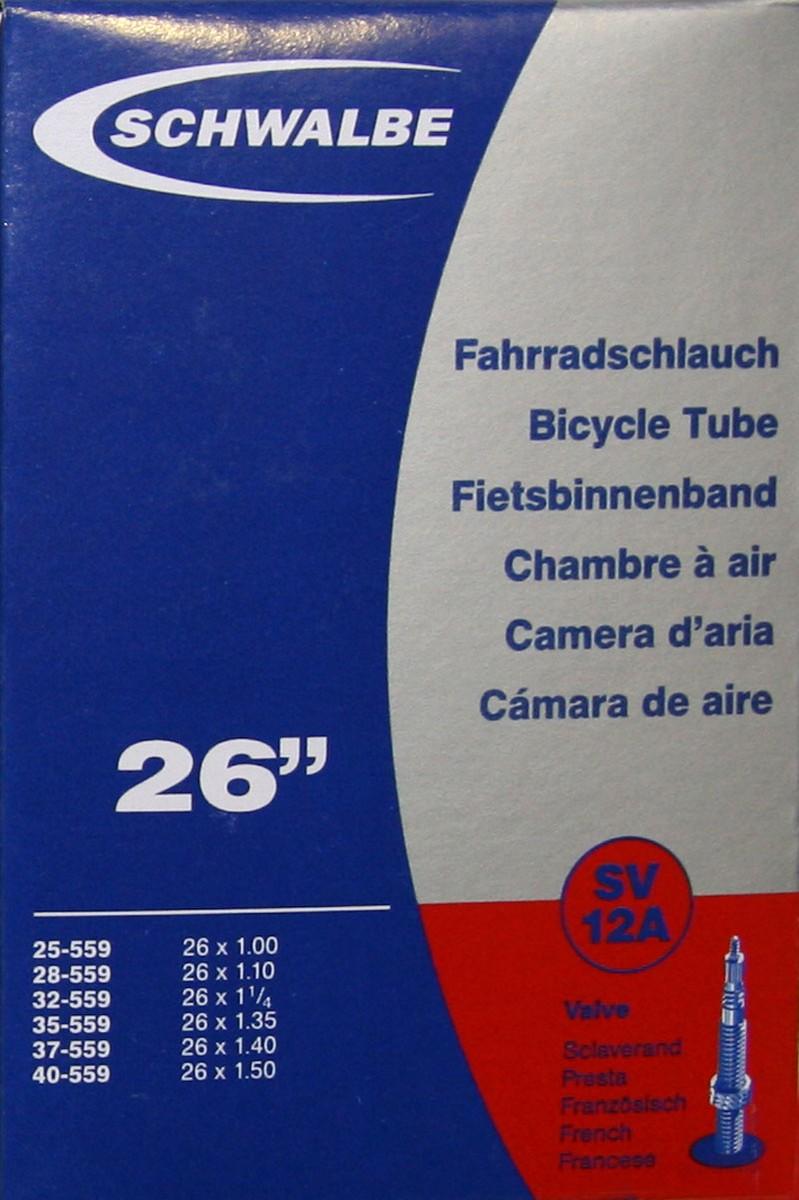 SCHWALBE
Fahrradschlauch
Bicycle Tube
Fietsbinnenband
Chambre à air
Camera d'aria
Cámara de aire
26”
25-559 26 x 1.00
28-559 26 x 1.10
32-559 26 x 1¹/₄
35-559 26 x 1.35
37-559 26 x 1.40
40-559 26 x 1.50
SV
12A
Valve
Sclaverand
Presta
Französisch
French
Francese